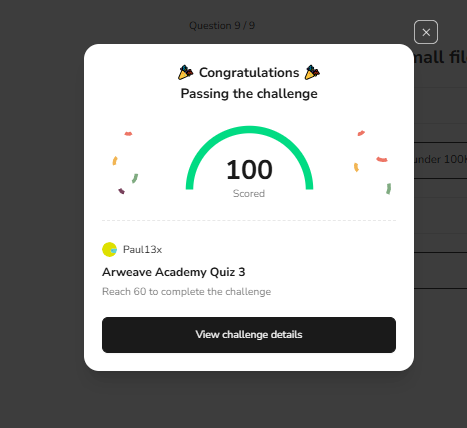 Question 9 / 9
mall fil
🎉 Congratulations 🎉
Passing the challenge
100
Scored
under 100K
Paul13x
Arweave Academy Quiz 3
Reach 60 to complete the challenge
View challenge details